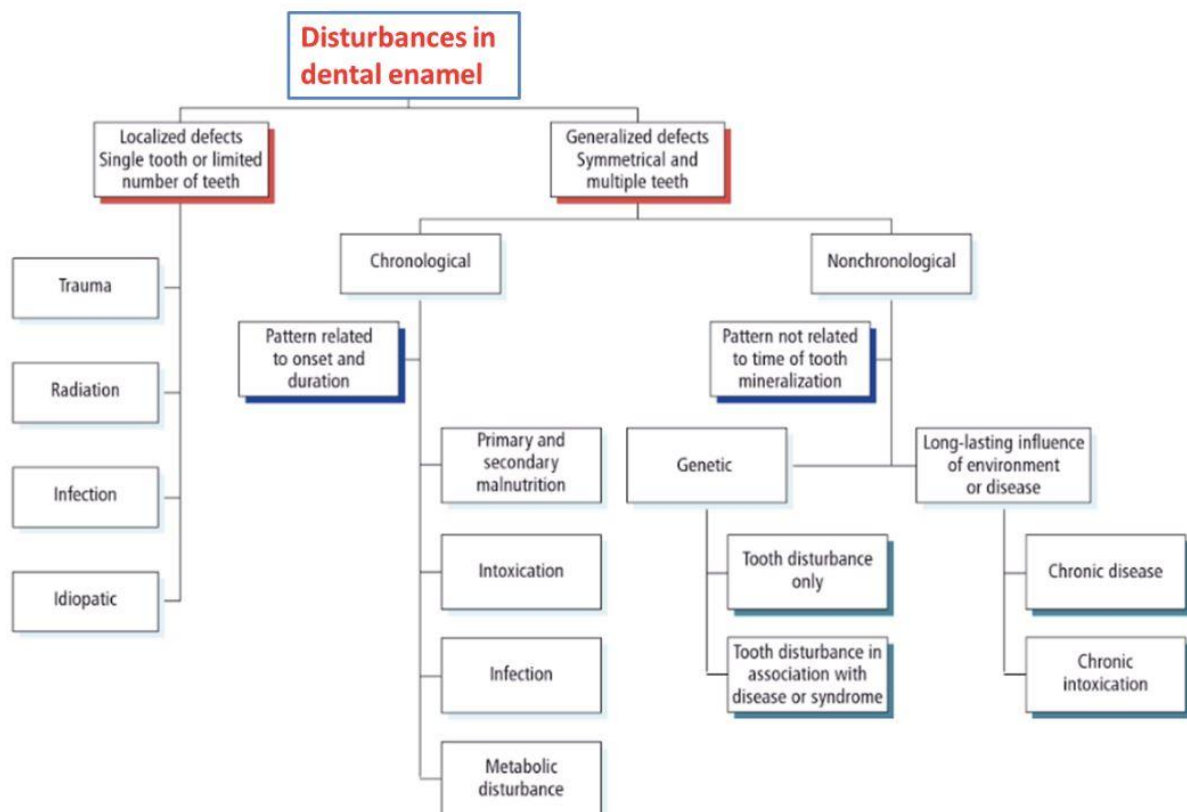 Disturbances in
dental enamel
Localized defects
Single tooth or limited
number of teeth
Generalized defects
Symmetrical and
multiple teeth
Trauma
Radiation
Infection
Idiopatic
Chronological
Pattern related
to onset and
duration
Primary and
secondary
malnutrition
Intoxication
Infection
Metabolic
disturbance
Nonchronological
Pattern not related
to time of tooth
mineralization
Genetic
Tooth disturbance
only
Tooth disturbance in
association with
disease or syndrome
Long-lasting influence
of environment
or disease
Chronic disease
Chronic
intoxication